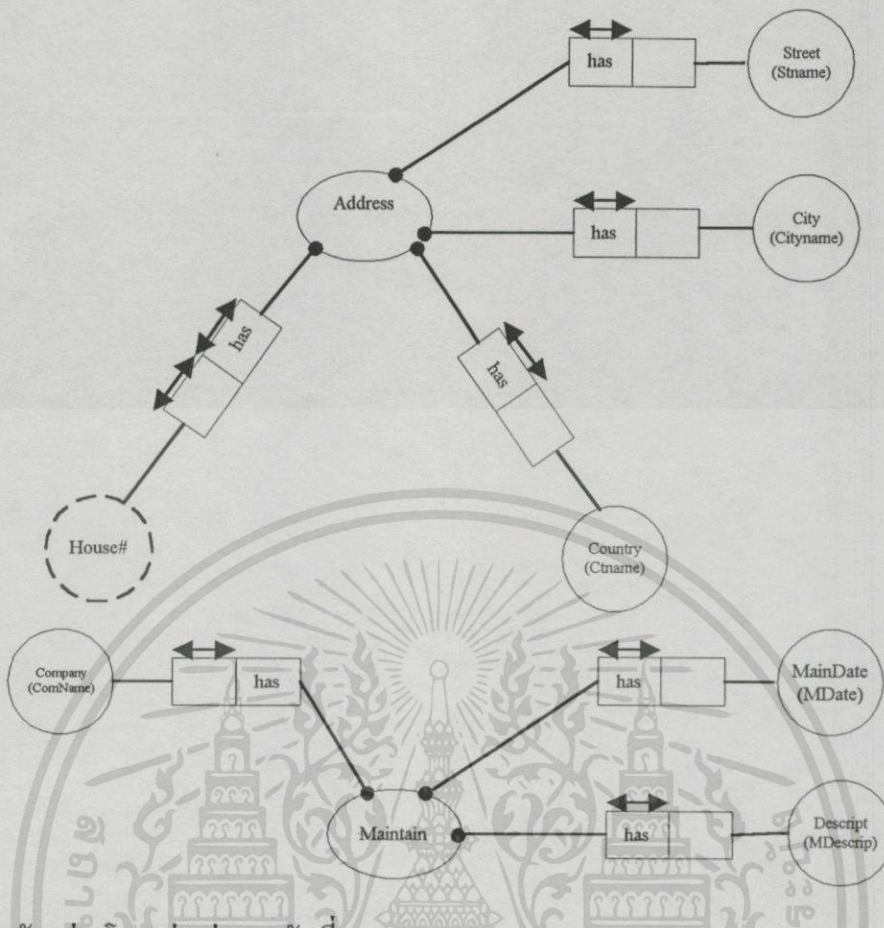 has
Street
(Stname)
Address
has
City
(Cityname)
has
has
House#
Country
(Ctname)
Company
(ComName)
has
has
MainDate
(MDate)
Maintain
has
Descript
(MDescrip)